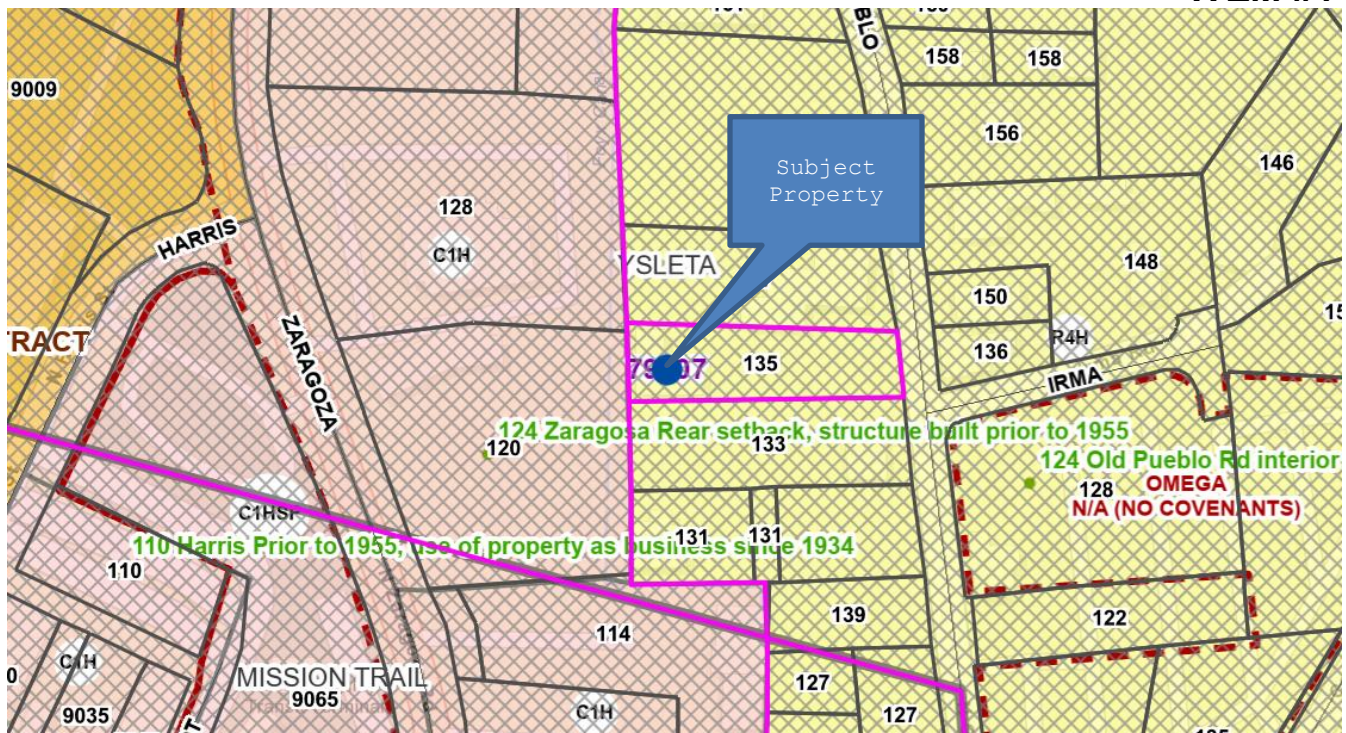 BLO
158
158
9009
156
146
Subject
Property
128
HARRIS
C1H
YSLETA
148
150
ZARAGOZA
TRACT
R4H
136
135
IRMA
124 Zaragosa Rear setback, structure built prior to 1955
120
133
124 Old Pueblo Rd interior
128
OMEGA
N/A (NO COVENANTS)
C1HSP
131
131
110 Harris Prior to 1955, use of property as business since 1934
110
139
122
114
C1H
MISSION TRAIL
9065
127
C1H
127
9035